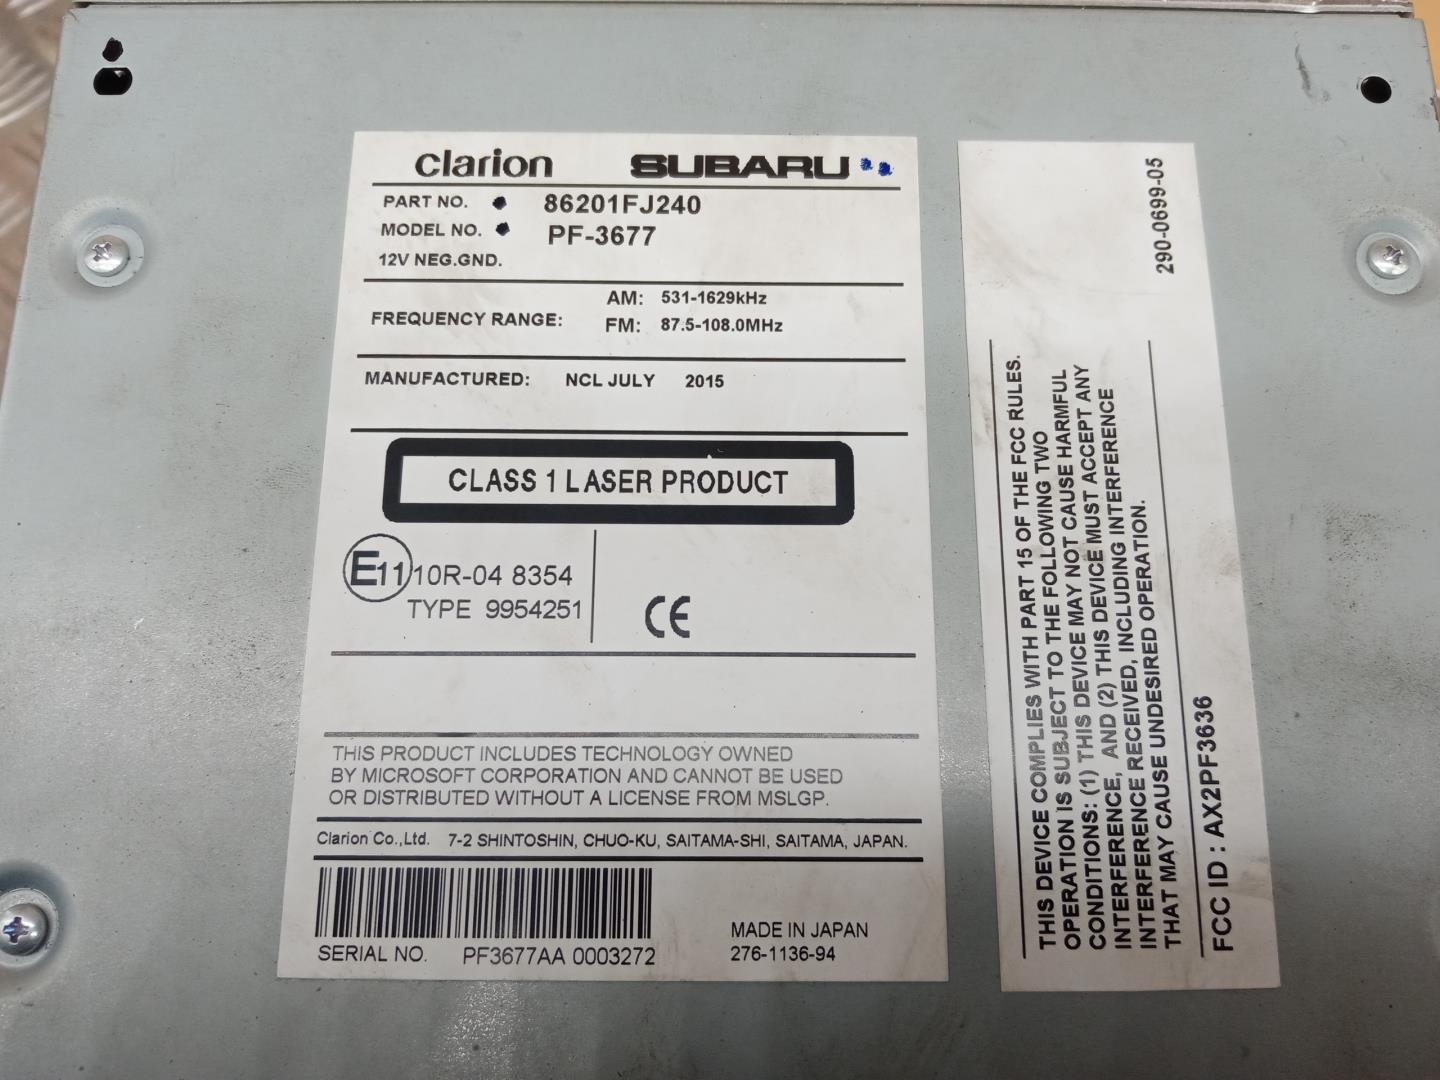 clarion SUBARU
PART NO. 86201FJ240
MODEL NO. PF-3677
12V NEG.GND.
FREQUENCY RANGE: AM: 531-1629kHz
FM: 87.5-108.0MHz
MANUFACTURED: NCL JULY 2015
CLASS 1 LASER PRODUCT
E11 10R-04 8354
TYPE 9954251
CE
THIS PRODUCT INCLUDES TECHNOLOGY OWNED
BY MICROSOFT CORPORATION AND CANNOT BE USED
OR DISTRIBUTED WITHOUT A LICENSE FROM MSLGP.
Clarion Co.,Ltd. 7-2 SHINTOSHIN, CHUO-KU, SAITAMA-SHI, SAITAMA, JAPAN.
SERIAL NO. PF3677AA 0003272
MADE IN JAPAN
276-1136-94
290-0699-05
THIS DEVICE COMPLIES WITH PART 15 OF THE FCC RULES.
OPERATION IS SUBJECT TO THE FOLLOWING TWO
CONDITIONS: (1) THIS DEVICE MAY NOT CAUSE HARMFUL
INTERFERENCE, AND (2) THIS DEVICE MUST ACCEPT ANY
INTERFERENCE RECEIVED, INCLUDING INTERFERENCE
THAT MAY CAUSE UNDESIRED OPERATION.
FCC ID : AX2PF3636